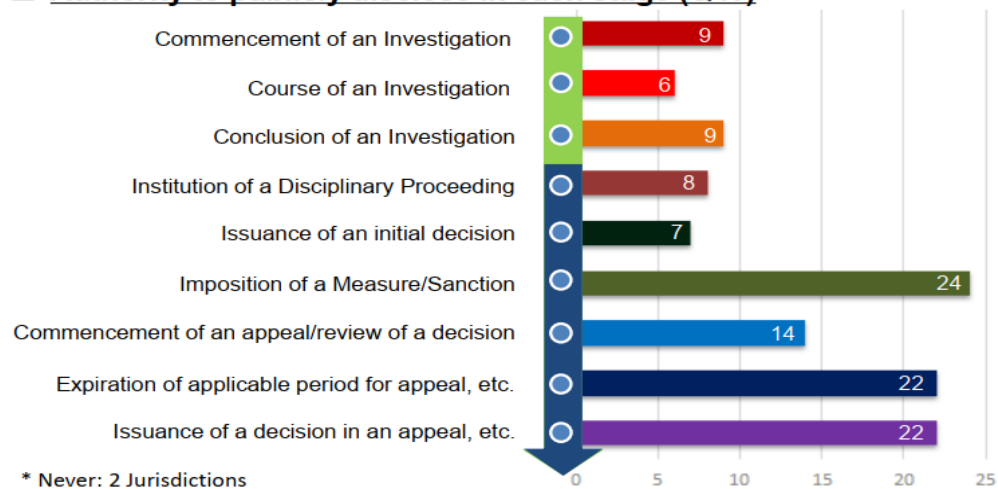 Commencement of an Investigation 9
Course of an Investigation 6
Conclusion of an Investigation 9
Institution of a Disciplinary Proceeding 8
Issuance of an initial decision 7
Imposition of a Measure/Sanction 24
Commencement of an appeal/review of a decision 14
Expiration of applicable period for appeal, etc. 22
Issuance of a decision in an appeal, etc. 22
* Never: 2 Jurisdictions
0 5 10 15 20 25